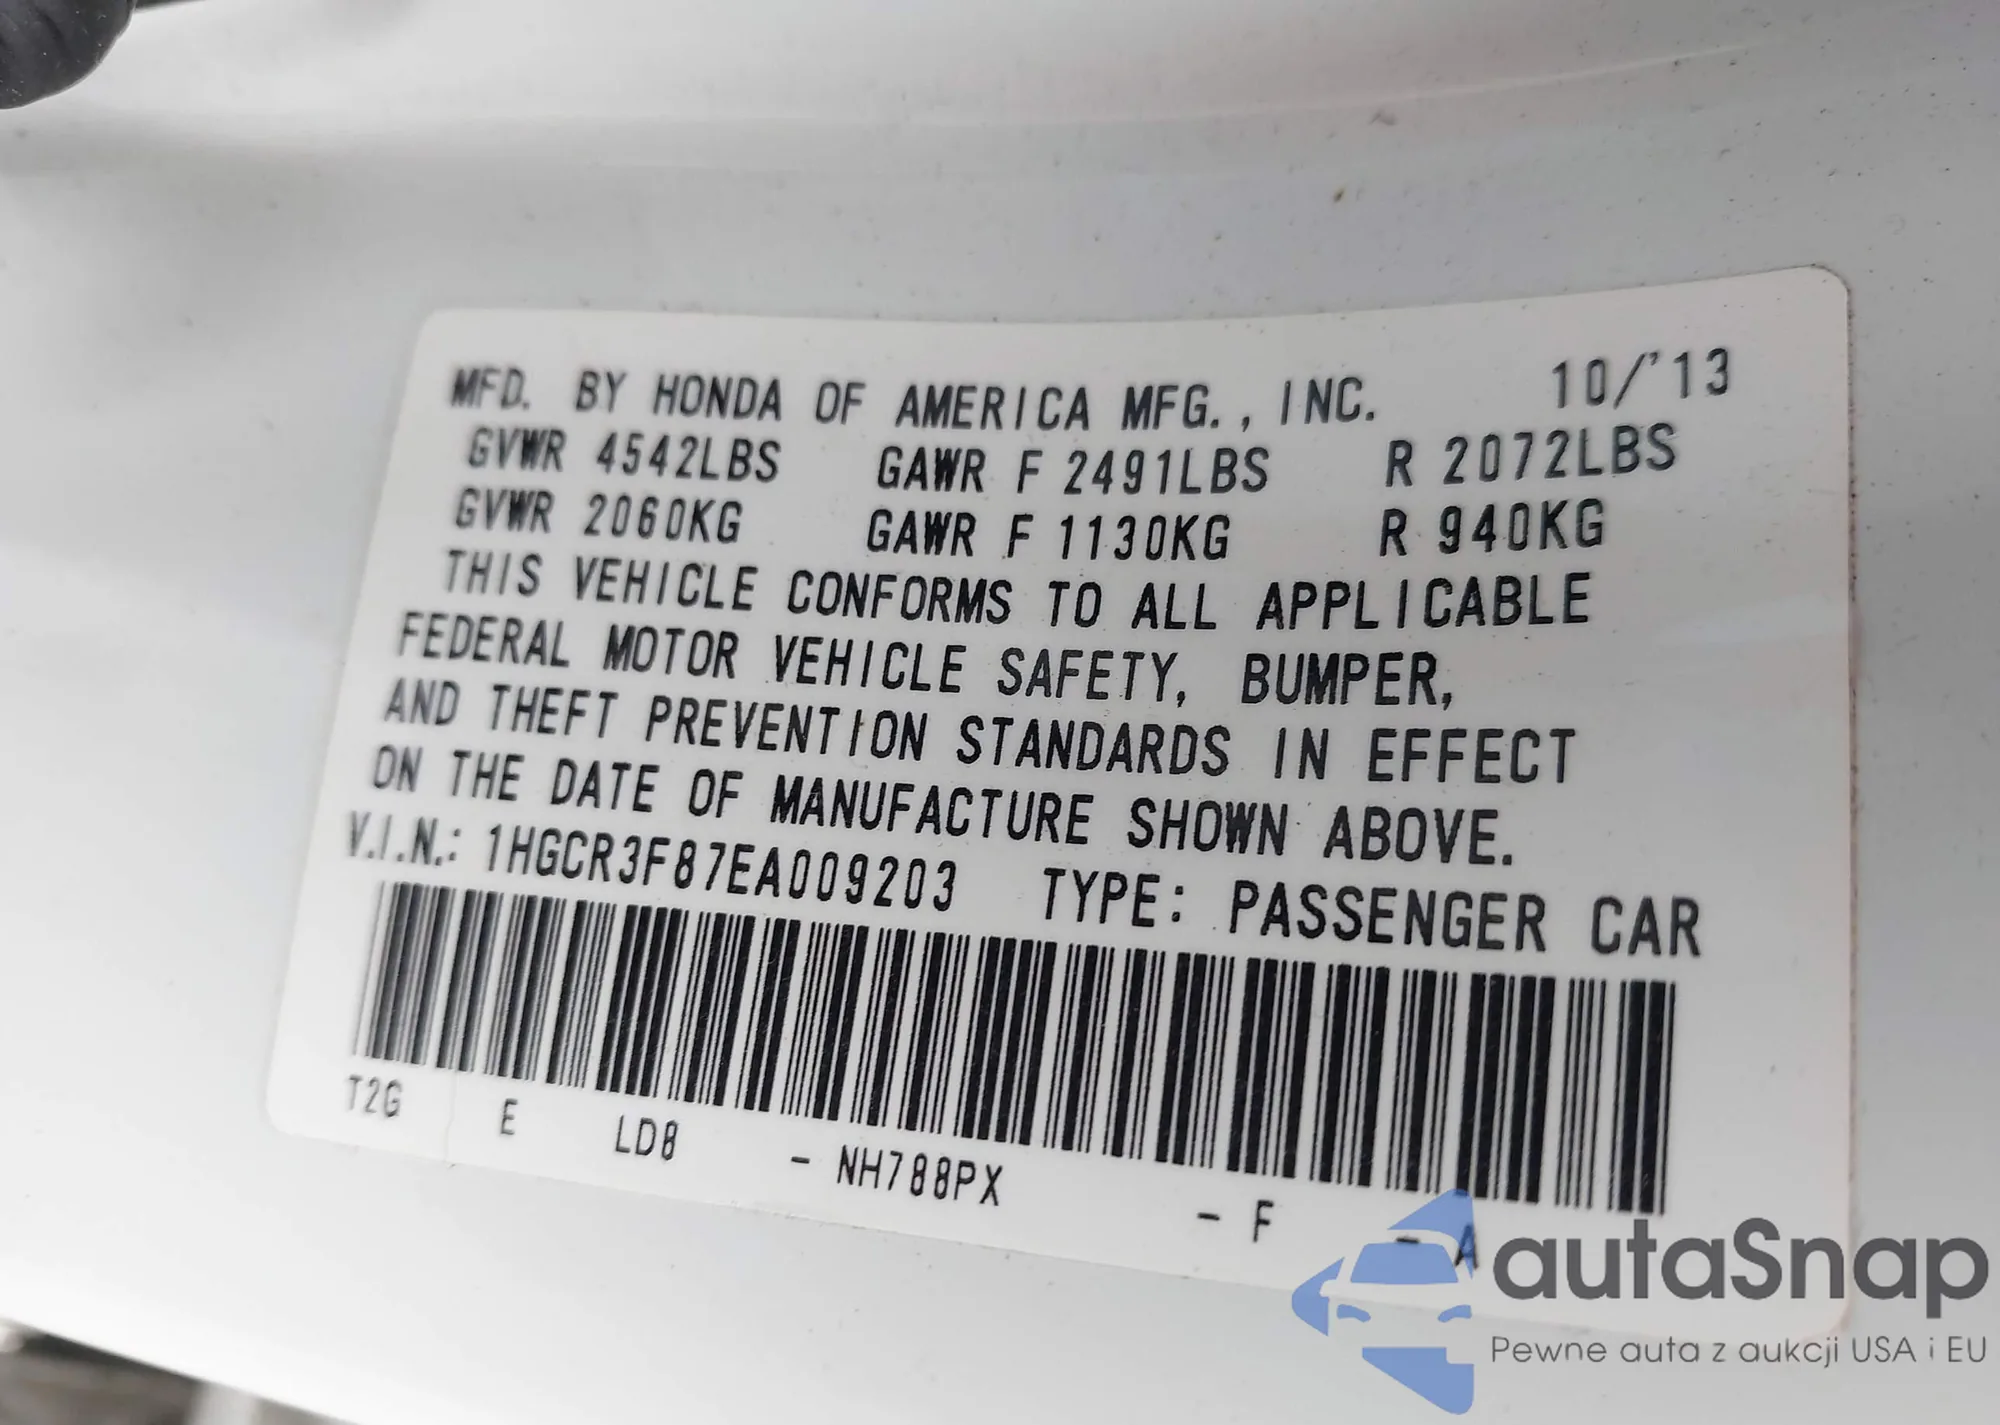 MFD. BY HONDA OF AMERICA MFG., INC. 10/'13
GVWR 4542LBS GAWR F 2491LBS R 2072LBS
GVWR 2060KG GAWR F 1130KG R 940KG
THIS VEHICLE CONFORMS TO ALL APPLICABLE
FEDERAL MOTOR VEHICLE SAFETY, BUMPER,
AND THEFT PREVENTION STANDARDS IN EFFECT
ON THE DATE OF MANUFACTURE SHOWN ABOVE.
V.I.N.: 1HGCR3F87EA009203 TYPE: PASSENGER CAR
T2G E LD8 - NH788PX - F - A
autaSnap
Pewne auta z aukcji USA i EU